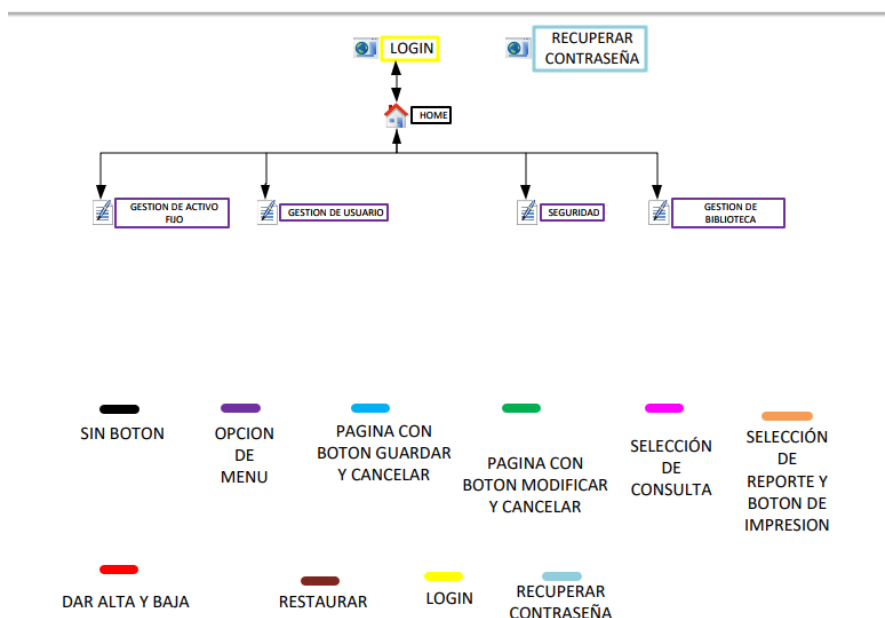 LOGIN
RECUPERAR
CONTRASEÑA
HOME
GESTION DE ACTIVO
FIJO
GESTION DE USUARIO
SEGURIDAD
GESTION DE
BIBLIOTECA
SIN BOTON
OPCION
DE
MENU
PAGINA CON
BOTON GUARDAR
Y CANCELAR
PAGINA CON
BOTON MODIFICAR
Y CANCELAR
SELECCIÓN
DE
CONSULTA
SELECCIÓN
DE
REPORTE Y
BOTON DE
IMPRESION
DAR ALTA Y BAJA
RESTAURAR
LOGIN
RECUPERAR
CONTRASEÑA